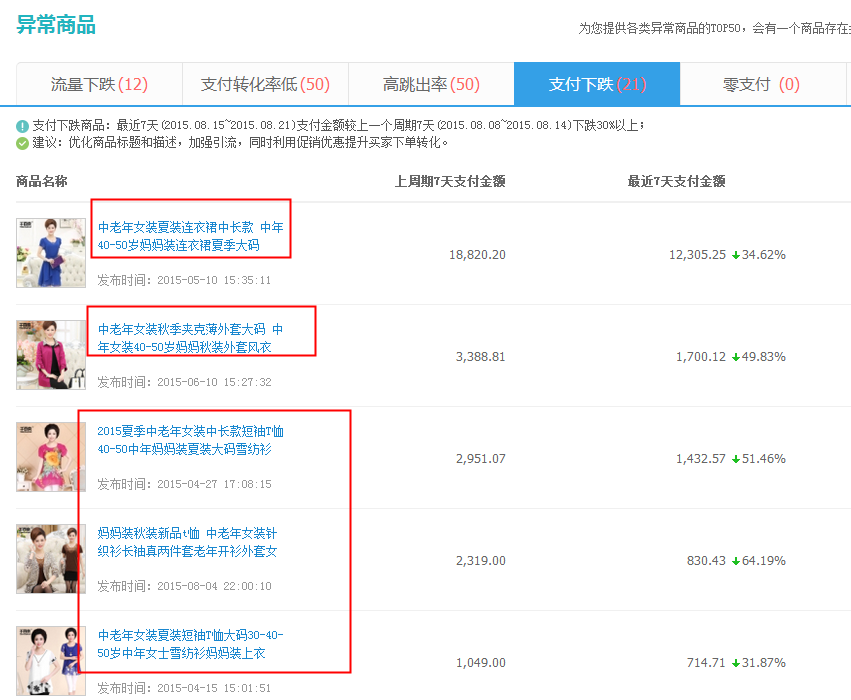 异常商品
为您提供各类异常商品的TOP50，会有一个商品存在
流量下跌(12)
支付转化率低(50)
高跳出率(50)
支付下跌(21)
零支付 (0)
支付下跌商品：最近7天(2015.08.15~2015.08.21)支付金额较上一个周期7天(2015.08.08~2015.08.14)下跌30%以上；
建议：优化商品标题和描述，加强引流，同时利用促销优惠提升买家下单转化。
商品名称 上周期7天支付金额 最近7天支付金额
中老年女装夏装连衣裙中长款 中年
40-50岁妈妈装连衣裙夏季大码
发布时间：2015-05-10 15:35:11
18,820.20
12,305.25 34.62%
中老年女装秋季夹克薄外套大码 中
年女装40-50岁妈妈秋装外套风衣
发布时间：2015-06-10 15:27:32
3,388.81
1,700.12 49.83%
2015夏季中老年女装中长款短袖T恤
40-50中年妈妈装夏装大码雪纺衫
发布时间：2015-04-27 17:08:15
2,951.07
1,432.57 51.46%
妈妈装秋装新品t恤 中老年女装针
织衫长袖真两件套老年开衫外套女
发布时间：2015-08-04 22:00:10
2,319.00
830.43 64.19%
中老年女装夏装短袖T恤大码30-40-
50岁中年女士雪纺衫妈妈装上衣
发布时间：2015-04-15 15:01:51
1,049.00
714.71 31.87%